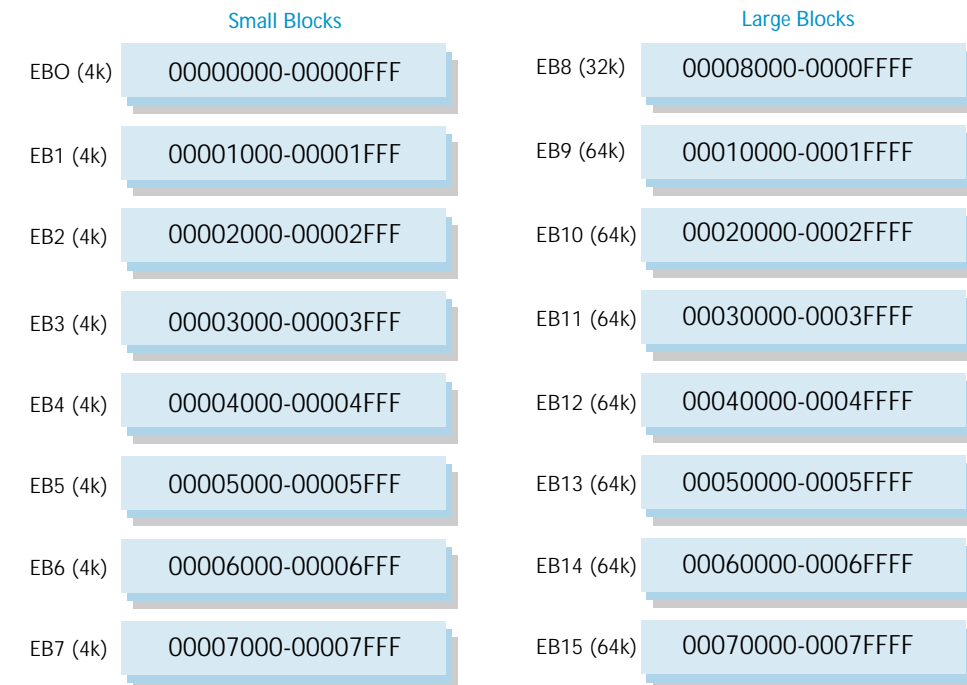 Small Blocks
EBO (4k) 00000000-00000FFF
EB1 (4k) 00001000-00001FFF
EB2 (4k) 00002000-00002FFF
EB3 (4k) 00003000-00003FFF
EB4 (4k) 00004000-00004FFF
EB5 (4k) 00005000-00005FFF
EB6 (4k) 00006000-00006FFF
EB7 (4k) 00007000-00007FFF
Large Blocks
EB8 (32k) 00008000-0000FFFF
EB9 (64k) 00010000-0001FFFF
EB10 (64k) 00020000-0002FFFF
EB11 (64k) 00030000-0003FFFF
EB12 (64k) 00040000-0004FFFF
EB13 (64k) 00050000-0005FFFF
EB14 (64k) 00060000-0006FFFF
EB15 (64k) 00070000-0007FFFF